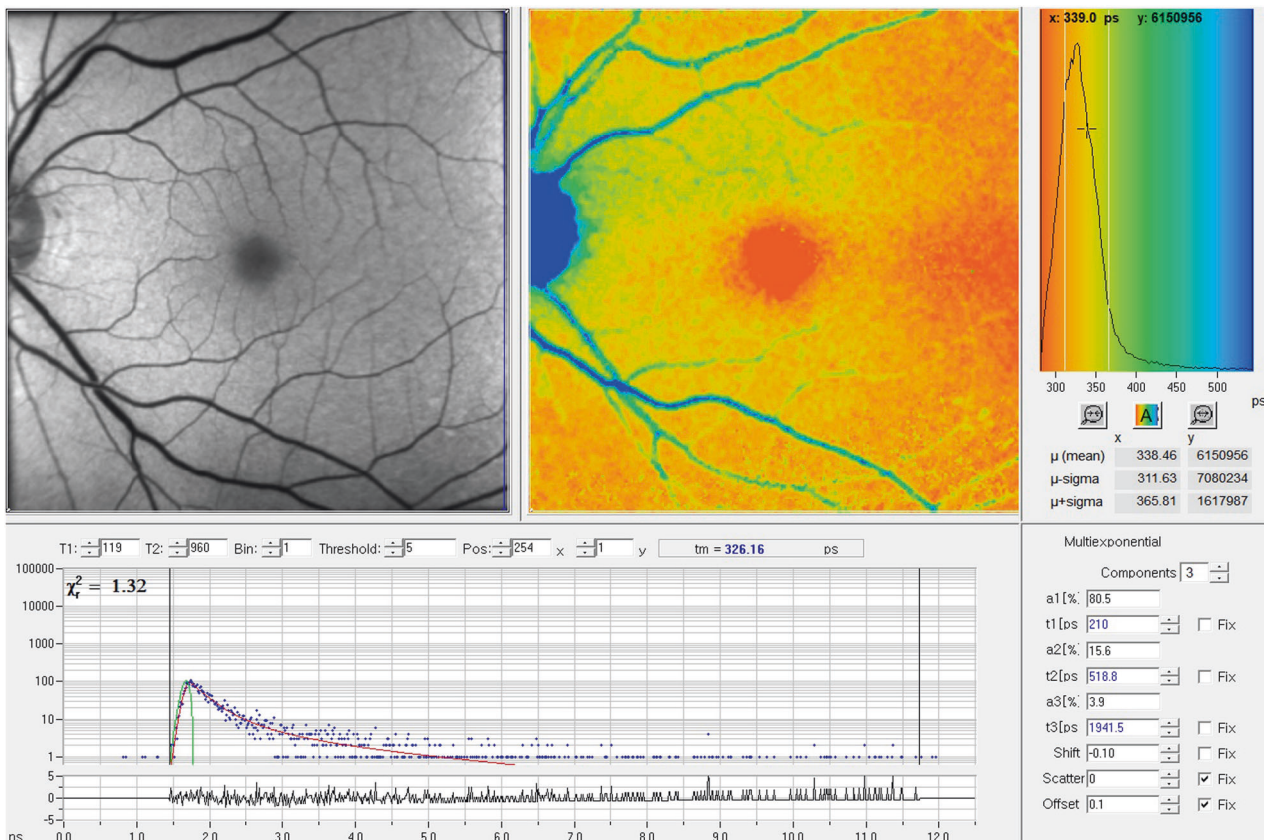 x: 339.0 ps y: 6150956
300 350 400 450 500
ps
A
x y
μ (mean) 338.46 6150956
μ-sigma 311.63 7080234
μ+sigma 365.81 1617987
T1: 119 T2: 960 Bin: 1 Threshold: 5 Pos: 254 x 1 y tm = 326.16 ps
100000
10000
1000
100
10
1
χr² = 1.32
5
0
-5
ns 0.0 1.0 2.0 3.0 4.0 5.0 6.0 7.0 8.0 9.0 10.0 11.0 12.0
Multiexponential
Components 3
a1[%] 80.5
t1[ps 210 Fix
a2[%] 15.6
t2[ps 518.8 Fix
a3[%] 3.9
t3[ps 1941.5 Fix
Shift -0.10 Fix
Scatter 0 Fix
Offset 0.1 Fix